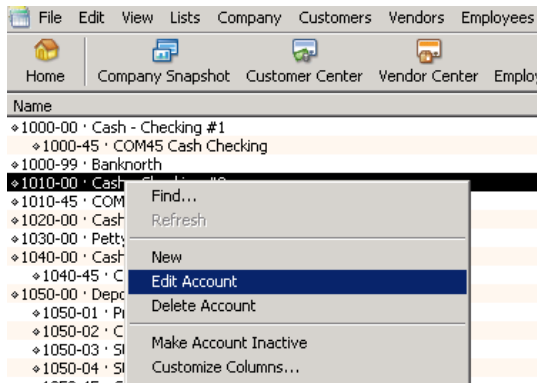 File Edit View Lists Company Customers Vendors Employees
Home Company Snapshot Customer Center Vendor Center
Name
1000-00 · Cash - Checking #1
1000-45 · COM45 Cash Checking
1000-99 · Banknorth
1010-00 · Cash
1010-45 · COM
1020-00 · Cash
1030-00 · Petty
1040-00 · Cash
1040-45 · C
1050-00 · Depo
1050-01 · Pr
1050-02 · C
1050-03 ·
1050-04 ·
Find...
Refresh
New
Edit Account
Delete Account
Make Account Inactive
Customize Columns...